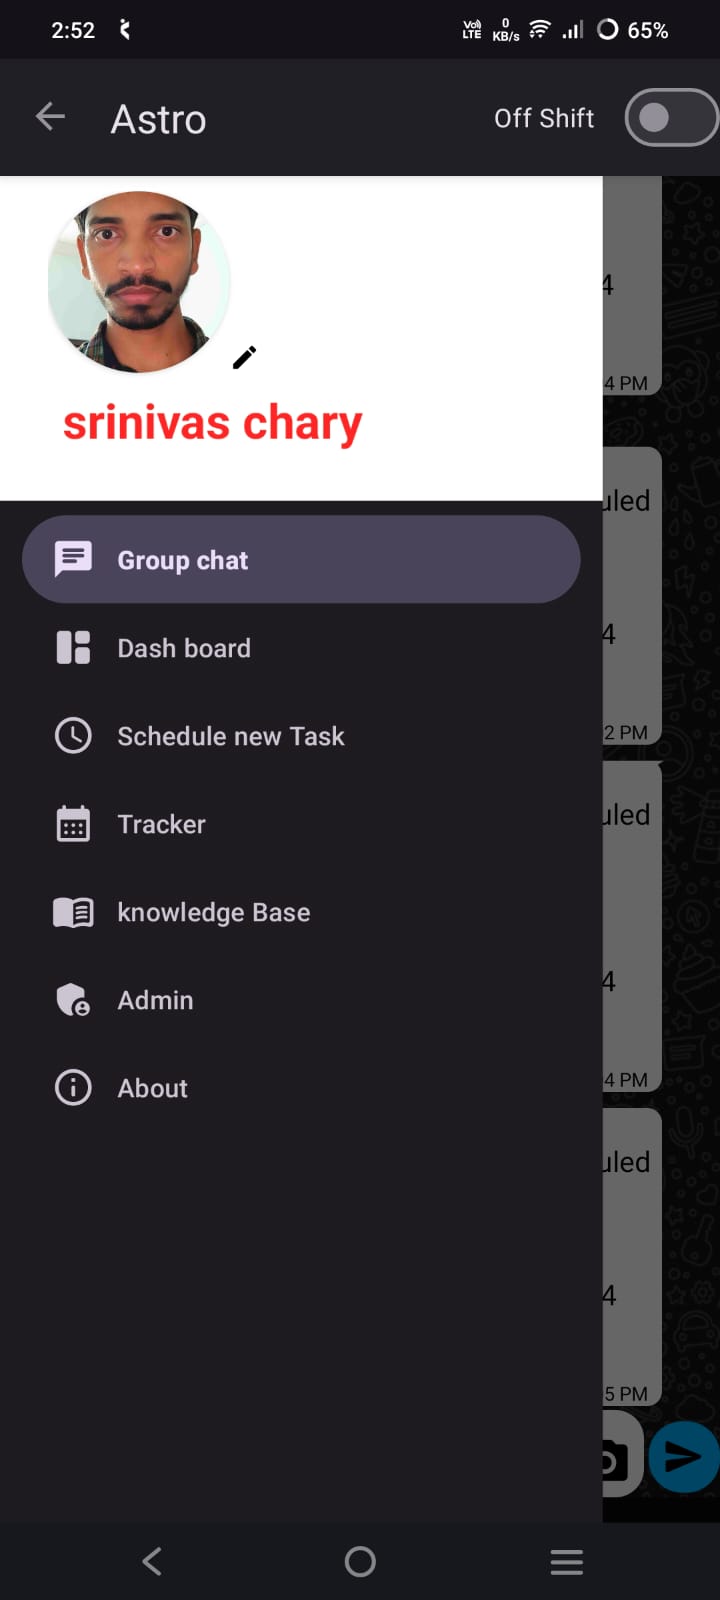 2:52 Vo) LTE 0 KB/s 65%
Astro Off Shift
4
4 PM
srinivas chary
uled
Group chat
4
Dash board
2 PM
Schedule new Task
uled
Tracker
knowledge Base
4
Admin
4 PM
About
uled
4
5 PM